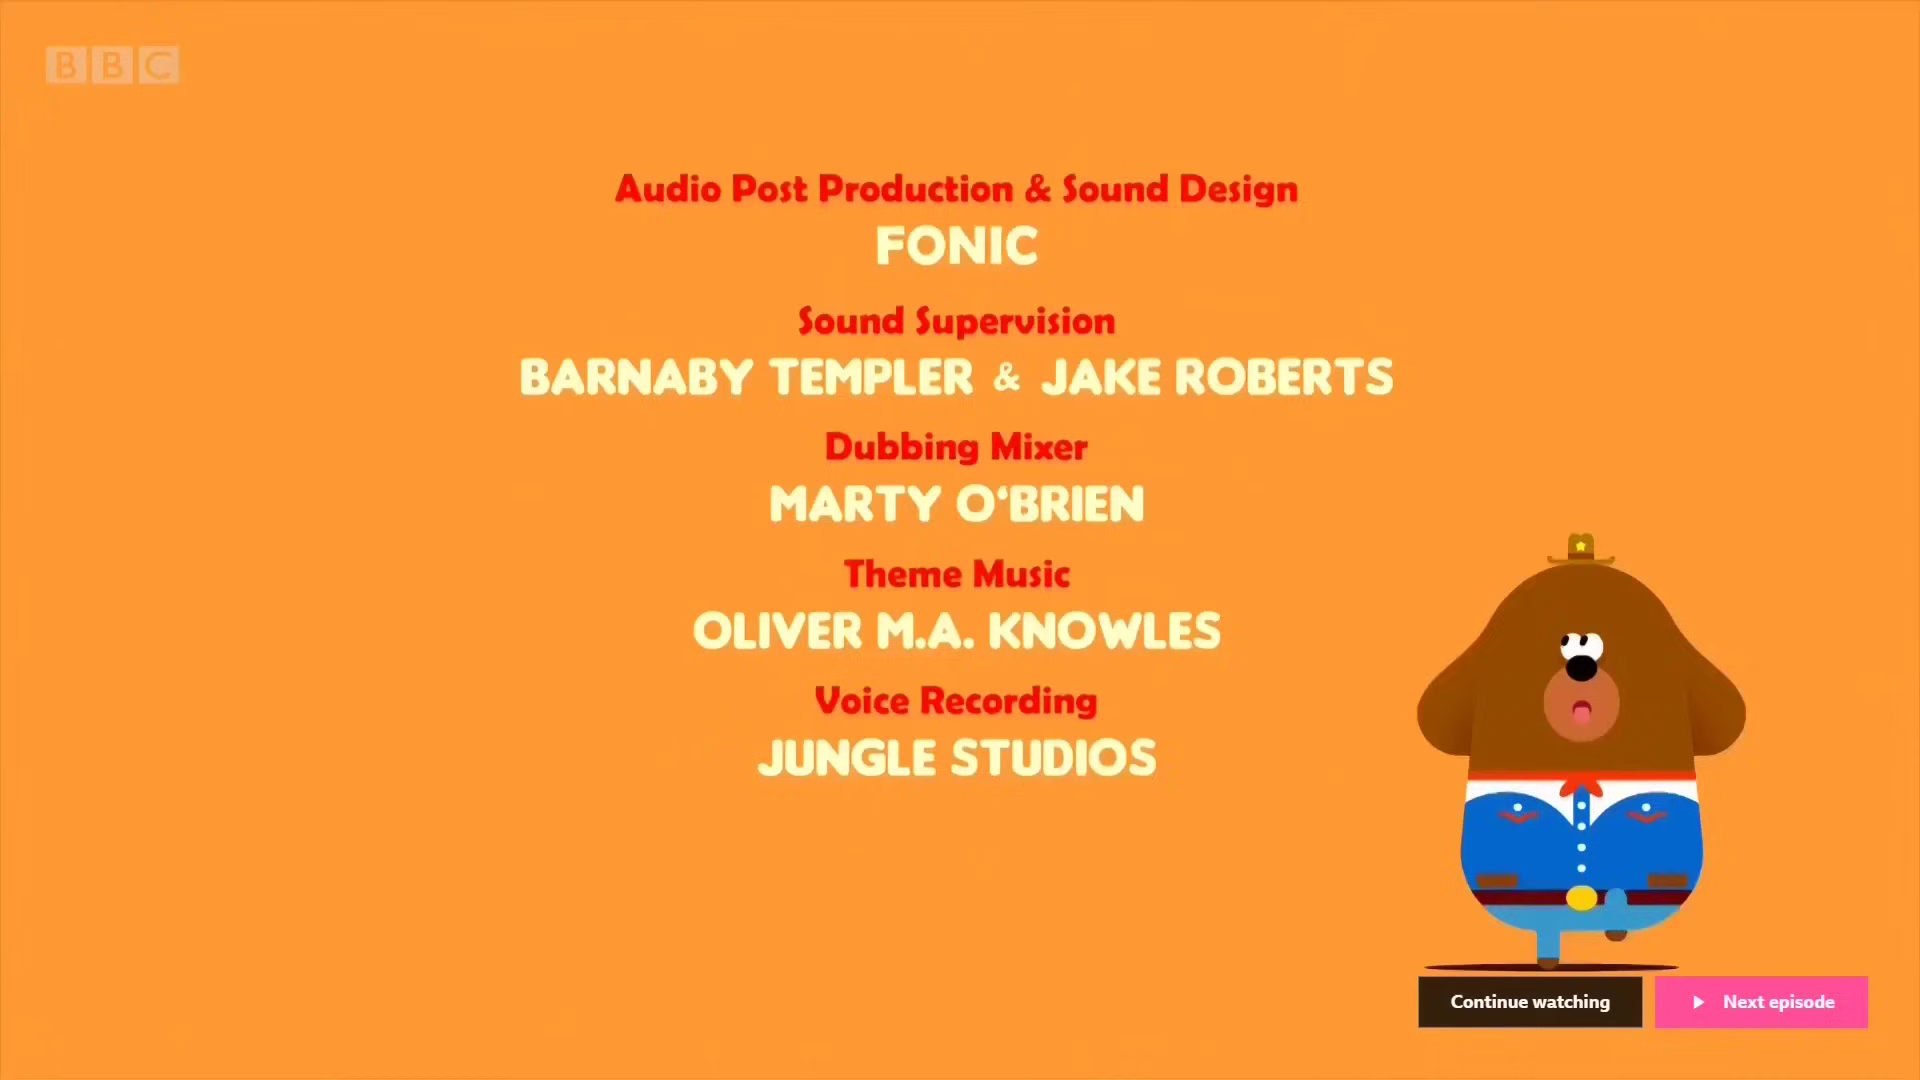 BBC
Audio Post Production & Sound Design
FONIC
Sound Supervision
BARNABY TEMPLER & JAKE ROBERTS
Dubbing Mixer
MARTY O'BRIEN
Theme Music
OLIVER M.A. KNOWLES
Voice Recording
JUNGLE STUDIOS
Continue watching
Next episode